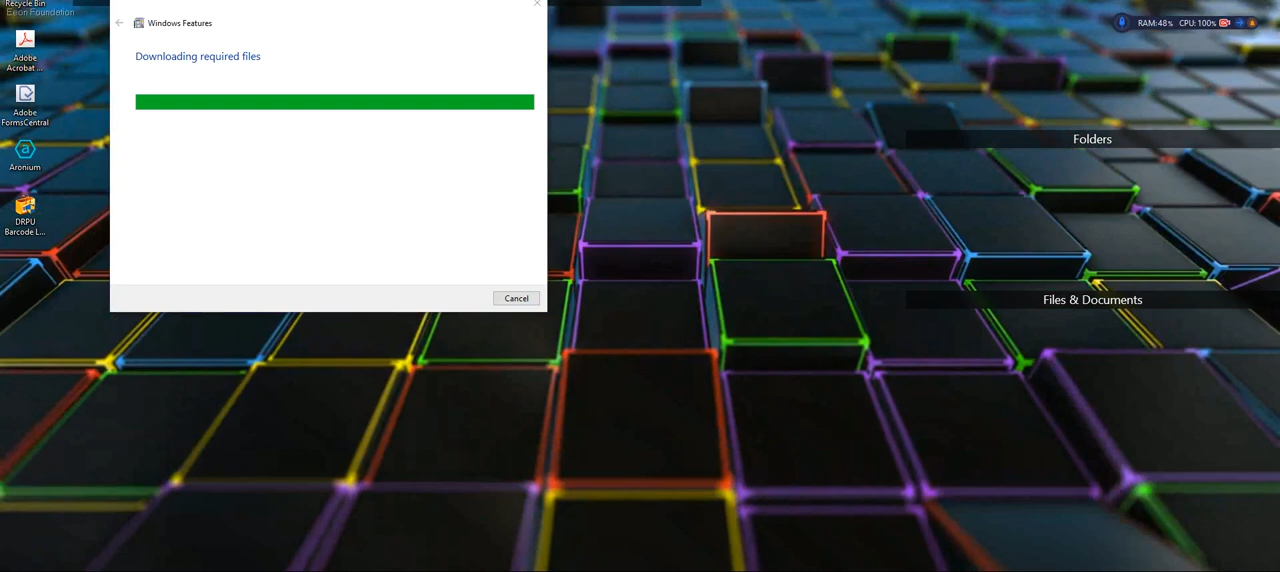 Recycle Bin
Eeon Foundetion
Adobe
Acrobat ...
Adobe
FormsCentral
Aronium
DRPU
Barcode L...
Windows Features
Downloading required files
Cancel
RAM:48% CPU:100%
Folders
Files & Documents